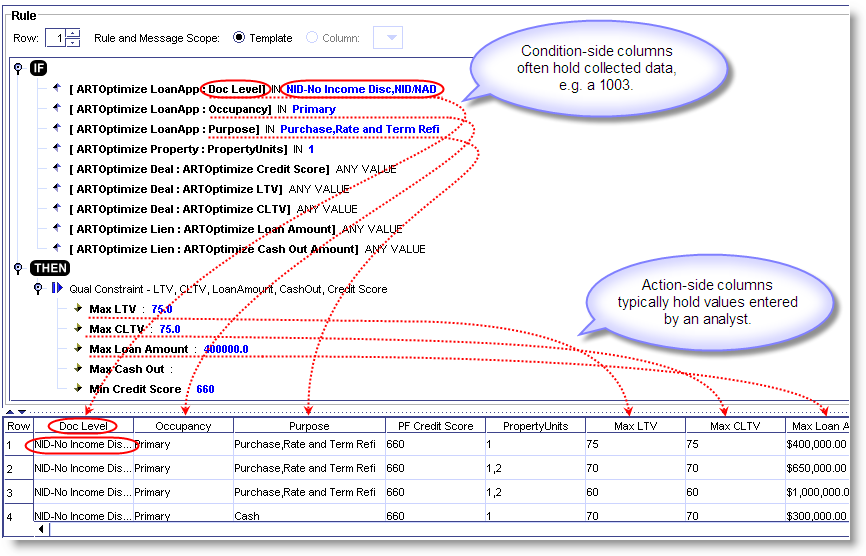 Rule
Row: 1 Rule and Message Scope: Template Column:
Condition-side columns
often hold collected data,
e.g. a 1003.
IF
[ ARTOptimize LoanApp : Doc Level] IN NID-No Income Disc,NID/NAD
[ ARTOptimize LoanApp : Occupancy] IN Primary
[ ARTOptimize LoanApp : Purpose] IN Purchase,Rate and Term Refi
[ ARTOptimize Property : PropertyUnits] IN 1
[ ARTOptimize Deal : ARTOptimize Credit Score] ANY VALUE
[ ARTOptimize Deal : ARTOptimize LTV] ANY VALUE
[ ARTOptimize Deal : ARTOptimize CLTV] ANY VALUE
[ ARTOptimize Lien : ARTOptimize Loan Amount] ANY VALUE
[ ARTOptimize Lien : ARTOptimize Cash Out Amount] ANY VALUE
THEN
Qual Constraint - LTV, CLTV, LoanAmount, CashOut, Credit Score
Action-side columns
typically hold values entered
by an analyst.
Max LTV : 75.0
Max CLTV : 75.0
Max Loan Amount : 400000.0
Max Cash Out :
Min Credit Score 660
Row Doc Level Occupancy Purpose PF Credit Score PropertyUnits Max LTV Max CLTV Max Loan A
1 NID-No Income Dis... Primary Purchase,Rate and Term Refi 660 1 75 75 $400,000.00
2 NID-No Income Dis... Primary Purchase,Rate and Term Refi 660 1,2 70 70 $650,000.00
3 NID-No Income Dis... Primary Purchase,Rate and Term Refi 660 1,2 60 60 $1,000,000.00
4 NID-No Income Dis... Primary Cash 660 1 70 70 $300,000.00